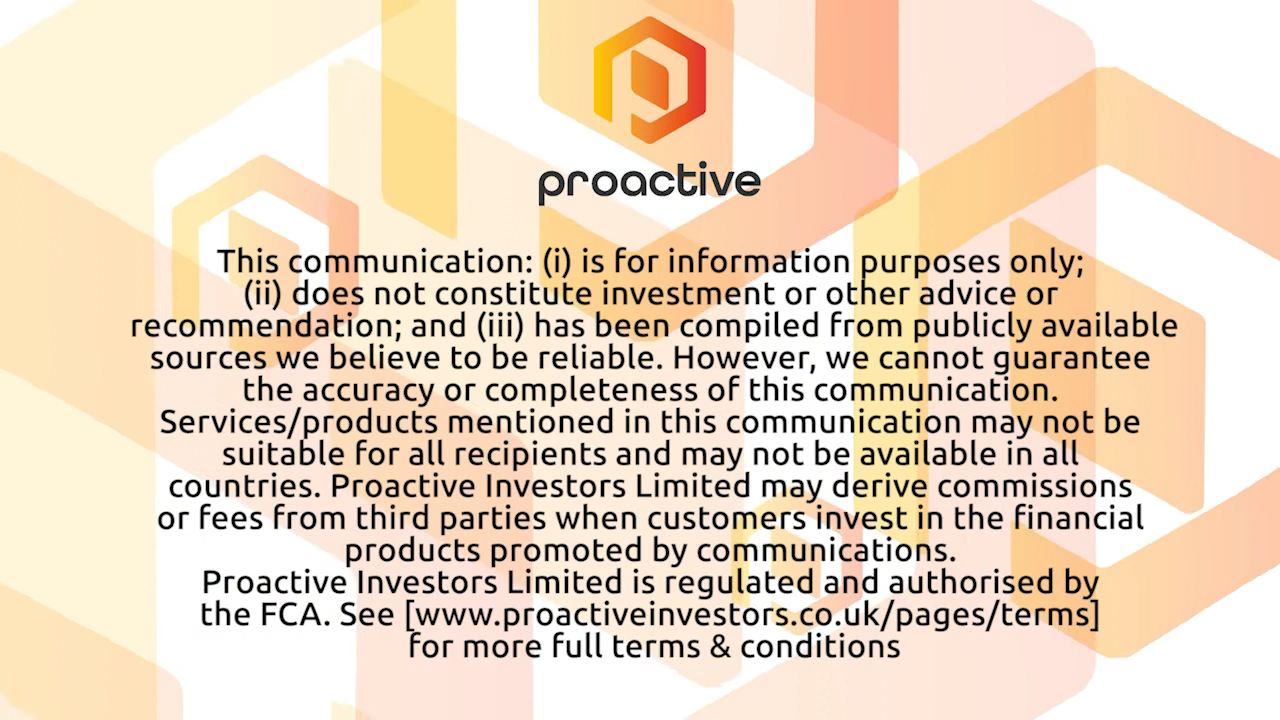 proactive
This communication: (i) is for information purposes only;
(ii) does not constitute investment or other advice or
recommendation; and (iii) has been compiled from publicly available
sources we believe to be reliable. However, we cannot guarantee
the accuracy or completeness of this communication.
Services/products mentioned in this communication may not be
suitable for all recipients and may not be available in all
countries. Proactive Investors Limited may derive commissions
or fees from third parties when customers invest in the financial
products promoted by communications.
Proactive Investors Limited is regulated and authorised by
the FCA. See [www.proactiveinvestors.co.uk/pages/terms]
for more full terms & conditions